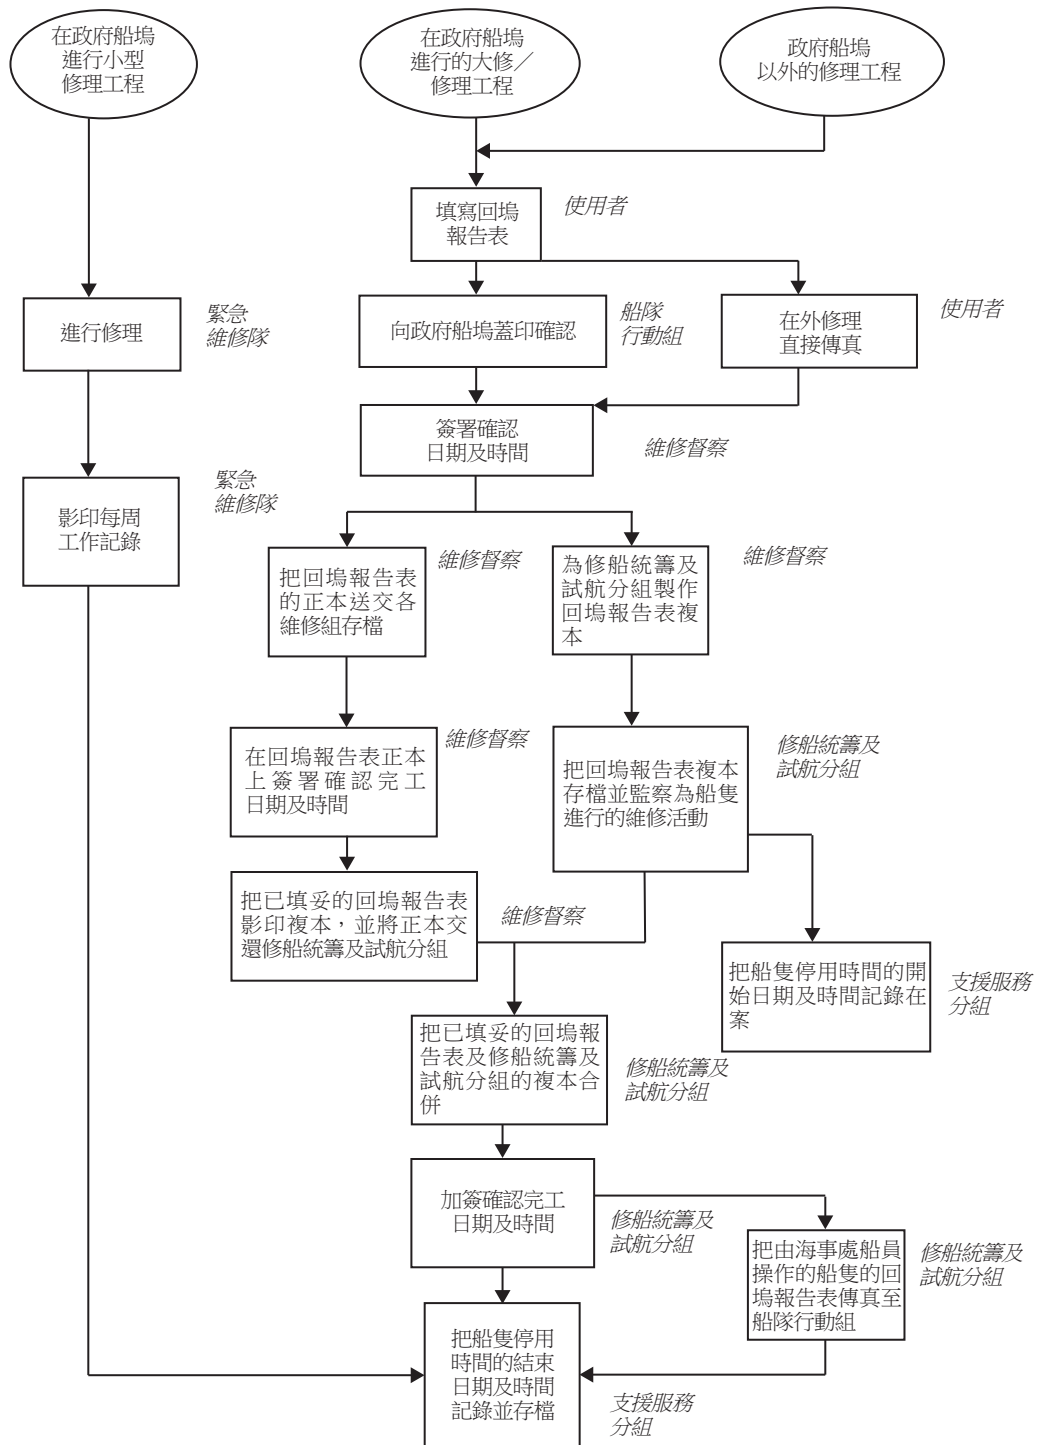 在政府船塢
進行小型
修理工程
在政府船塢
進行的大修／
修理工程
政府船塢
以外的修理工程
填寫回塢
報告表
使用者
進行修理
緊急
維修隊
向政府船塢蓋印確認
船隊
行動組
在外修理
直接傳真
使用者
簽署確認
日期及時間
維修督察
影印每周
工作記錄
緊急
維修隊
把回塢報告表
的正本送交各
維修組存檔
維修督察
為修船統籌及
試航分組製作
回塢報告表複
本
維修督察
在回塢報告表正本
上簽署確認完工
日期及時間
維修督察
把回塢報告表複本
存檔並監察為船隻
進行的維修活動
修船統籌及
試航分組
把已填妥的回塢報告表
影印複本，並將正本交
還修船統籌及試航分組
維修督察
把船隻停用時間的開
始日期及時間記錄在
案
支援服務
分組
把已填妥的回塢報
告表及修船統籌及
試航分組的複本合
併
修船統籌及
試航分組
加簽確認完工
日期及時間
修船統籌及
試航分組
把由海事處船員
操作的船隻的回
塢報告表傳真至
船隊行動組
修船統籌及
試航分組
把船隻停用
時間的結束
日期及時間
記錄並存檔
支援服務
分組